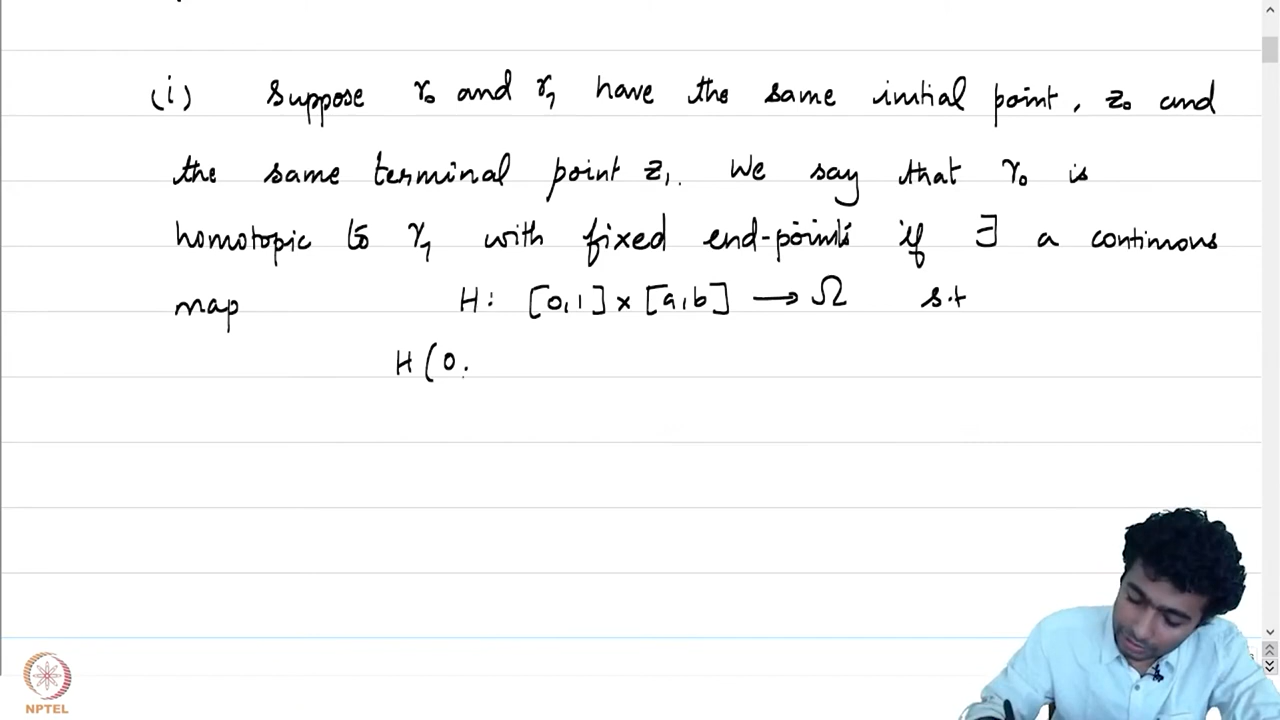 (i) Suppose γ₀ and γ₁ have the same initial point, z₀ and
the same terminal point z₁. We say that γ₀ is
homotopic to γ₁ with fixed end-points if ∃ a continuous
map H: [0,1] × [a,b] ⟶ Ω s.t
H(0,
NPTEL